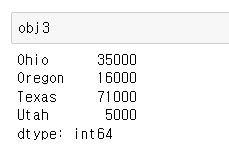 obj3
Ohio 35000
Oregon 16000
Texas 71000
Utah 5000
dtype: int64